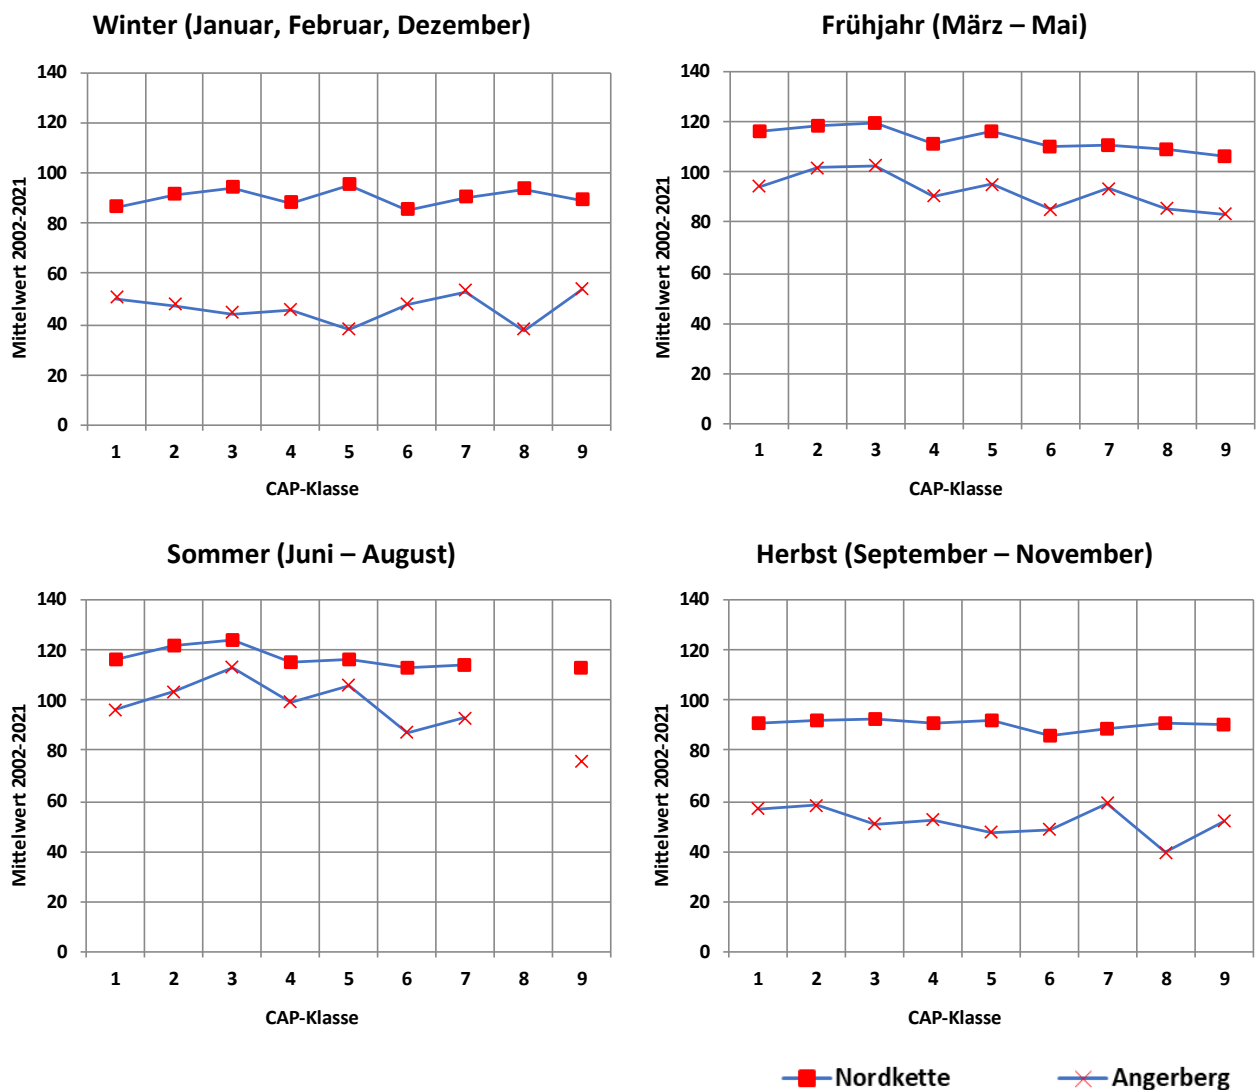 Winter (Januar, Februar, Dezember)
Mittelwert 2002-2021
140
120
100
80
60
40
20
0
1 2 3 4 5 6 7 8 9
CAP-Klasse
Frühjahr (März – Mai)
Mittelwert 2002-2021
140
120
100
80
60
40
20
0
1 2 3 4 5 6 7 8 9
CAP-Klasse
Sommer (Juni – August)
Mittelwert 2002-2021
140
120
100
80
60
40
20
0
1 2 3 4 5 6 7 8 9
CAP-Klasse
Herbst (September – November)
Mittelwert 2002-2021
140
120
100
80
60
40
20
0
1 2 3 4 5 6 7 8 9
CAP-Klasse
Nordkette Angerberg